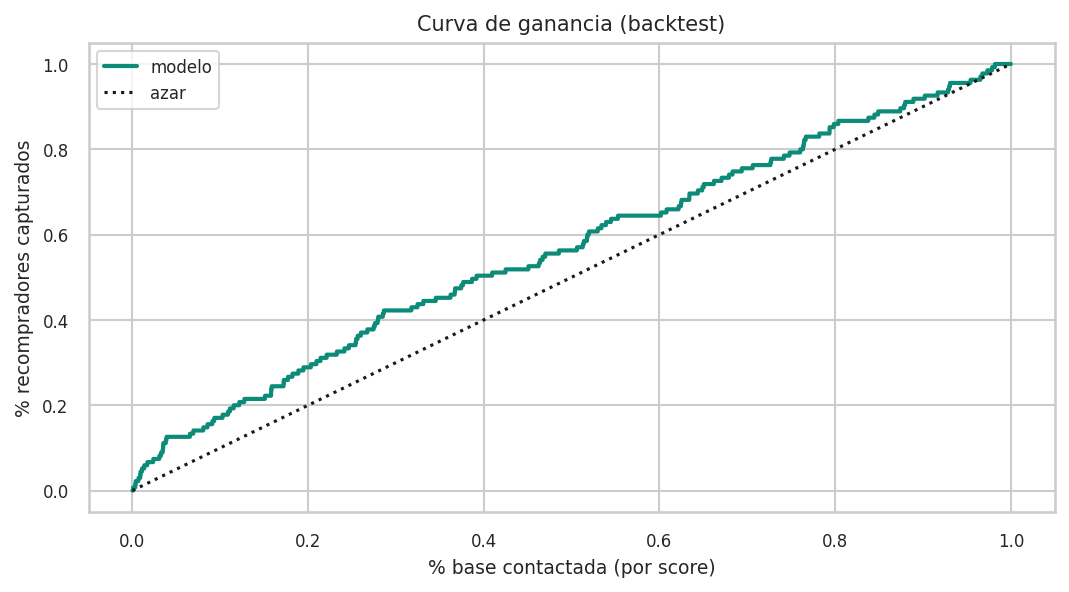 Curva de ganancia (backtest)
modelo
azar
% recompradores capturados
1.0
0.8
0.6
0.4
0.2
0.0
0.0 0.2 0.4 0.6 0.8 1.0
% base contactada (por score)